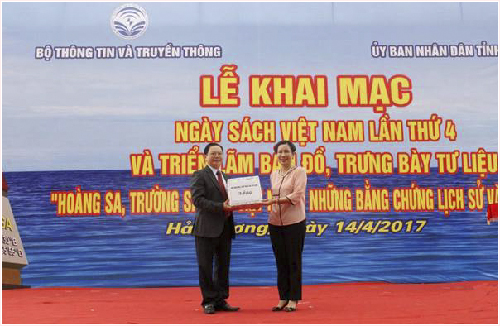 BỘ THÔNG TIN VÀ TRUYỀN THÔNG
ỦY BAN NHÂN DÂN TỈNH
LỄ KHAI MẠC
NGÀY SÁCH VIỆT NAM LẦN THỨ 4
VÀ TRIỂN LÃM BẢN ĐỒ, TRƯNG BÀY TƯ LIỆU
"HOÀNG SA, TRƯỜNG NHỮNG BẰNG CHỨNG LỊCH SỬ
14/4/2017